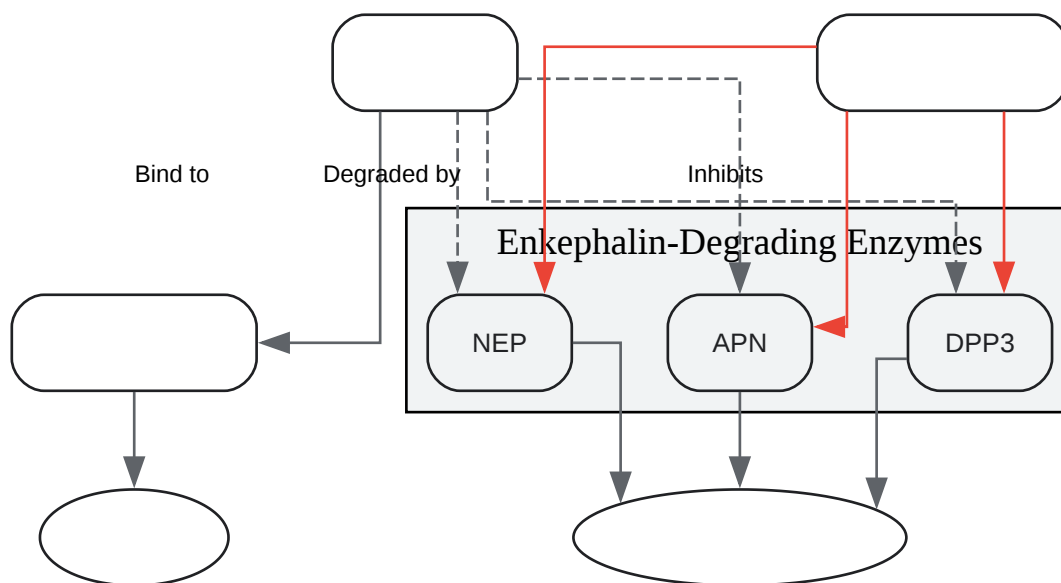 Bind to
Degraded by
Inhibits
Enkephalin-Degrading Enzymes
NEP
APN
DPP3